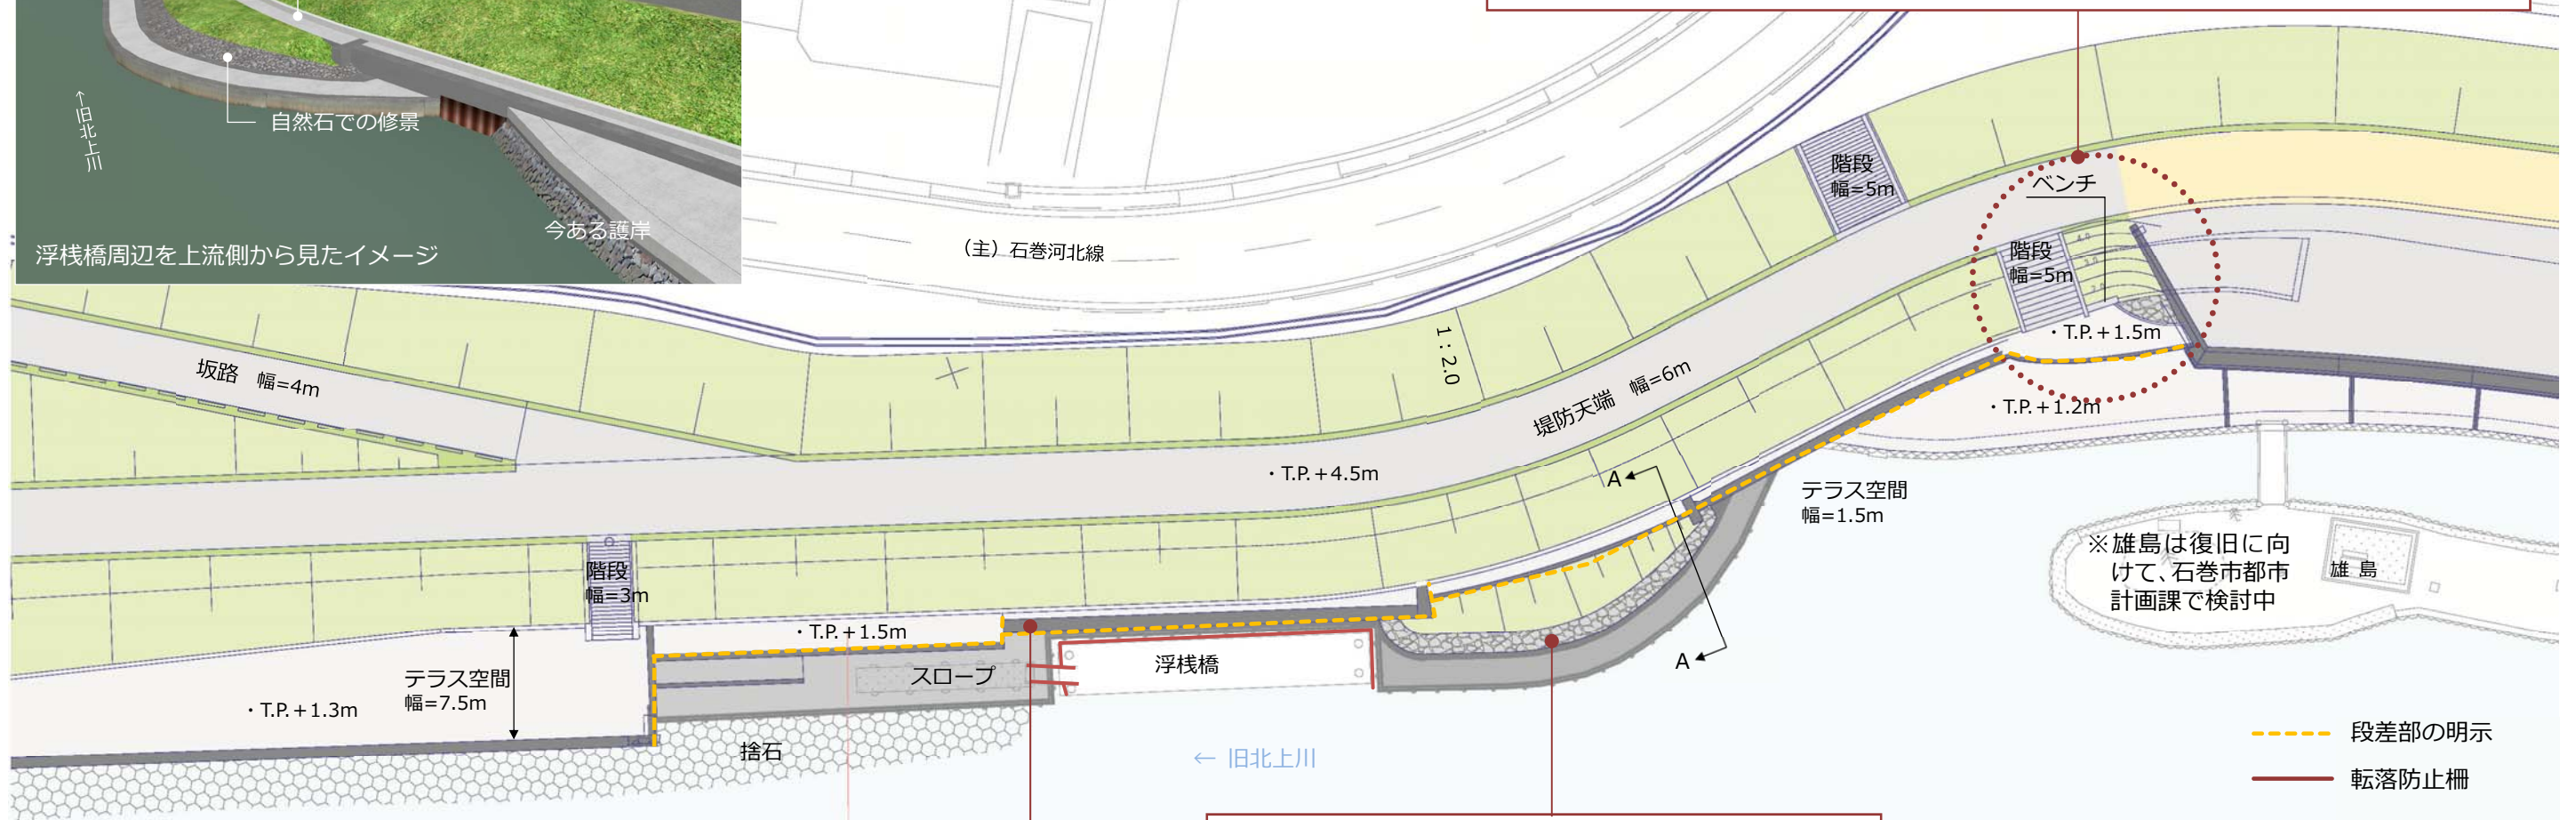 ←旧北上川
自然石での修景
今ある護岸
浮桟橋周辺を上流側から見たイメージ
(主)石巻河北線
階段
幅=5m
ベンチ
階段
幅=5m
4.0
3.0
2.0
・T.P.+1.5m
・T.P.+1.2m
1：2.0
坂路 幅=4m
堤防天端 幅=6m
・T.P.+4.5m
A
A
テラス空間
幅=1.5m
※雄島は復旧に向
けて、石巻市都市
計画課で検討中
雄 島
階段
幅=3m
・T.P.+1.5m
テラス空間
幅=7.5m
・T.P.+1.3m
スロープ
浮桟橋
捨石
← 旧北上川
段差部の明示
転落防止柵